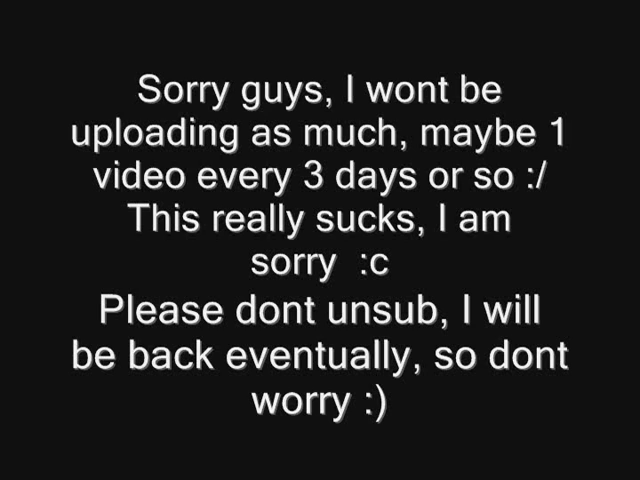 Sorry guys, I wont be
uploading as much, maybe 1
video every 3 days or so :/
This really sucks, I am
sorry  :c
Please dont unsub, I will
be back eventually, so dont
worry :)